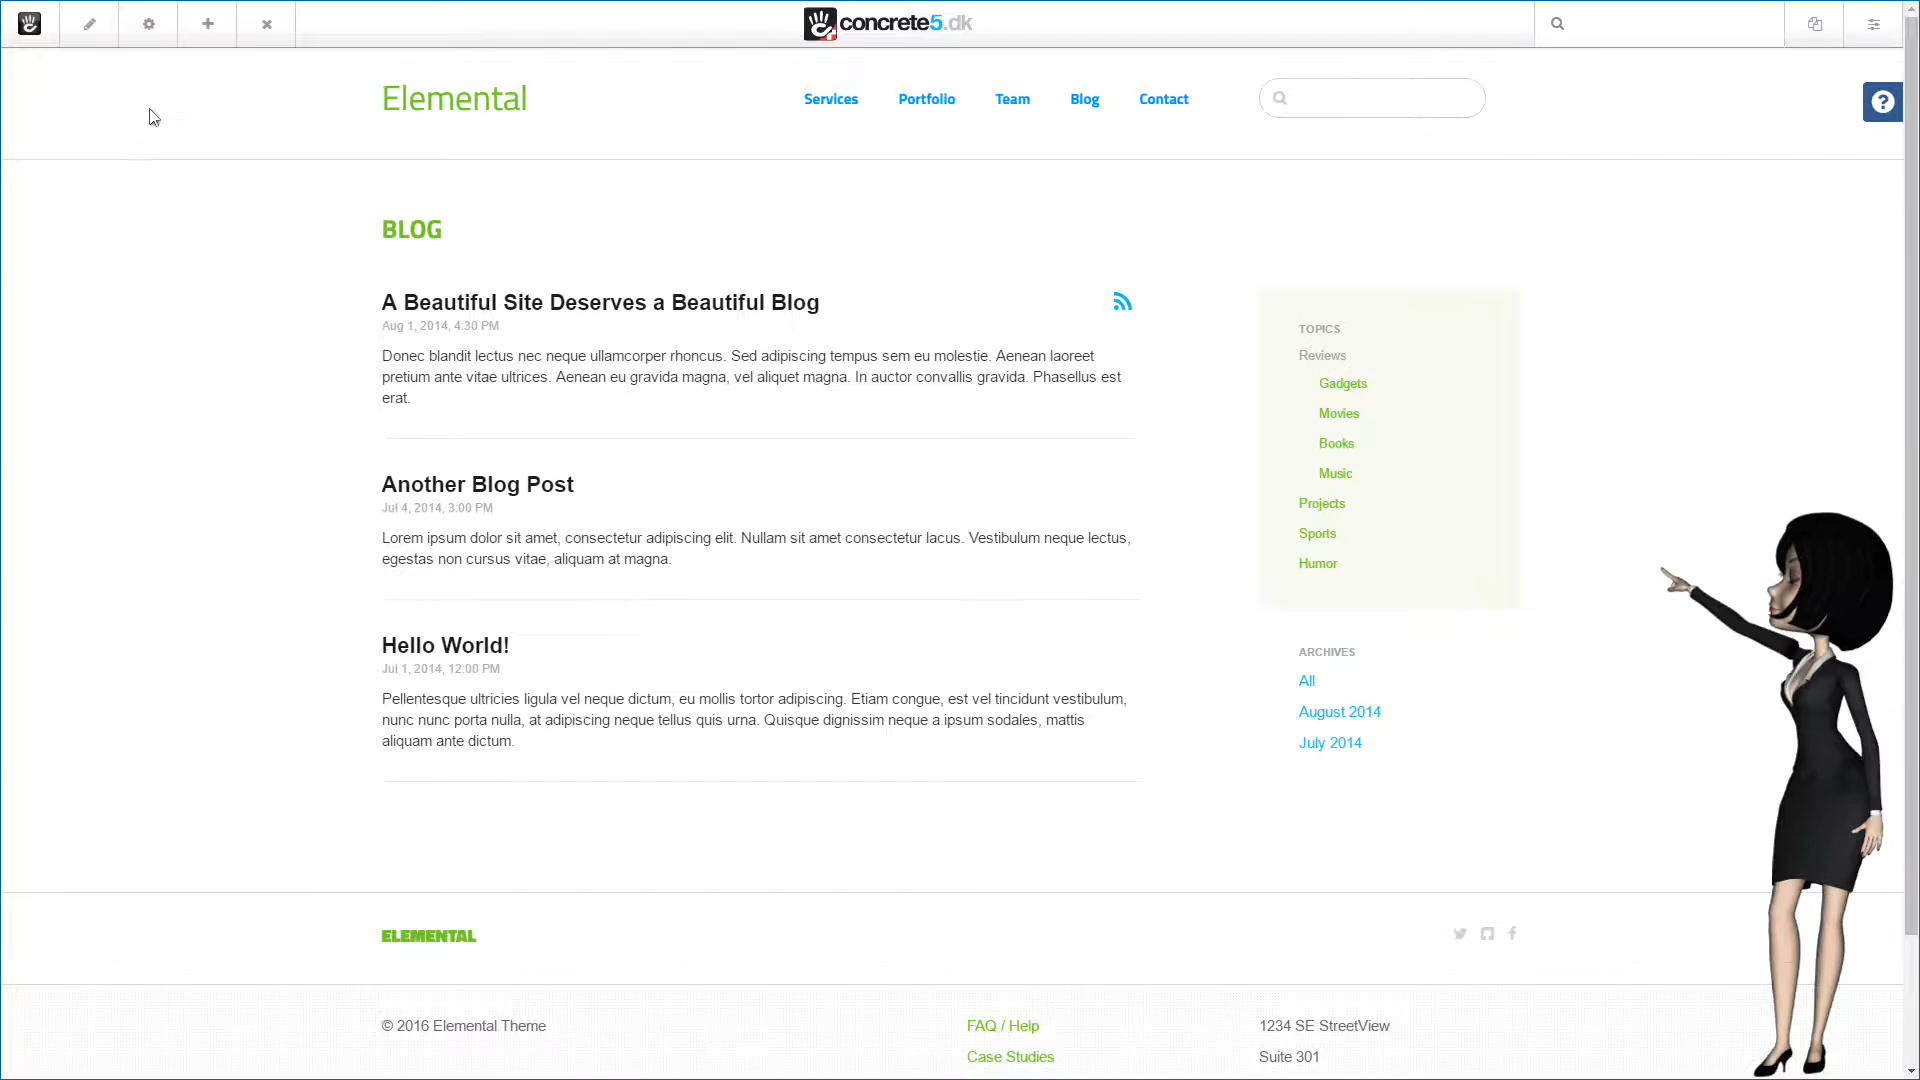 concrete5.dk
Elemental
Services
Portfolio
Team
Blog
Contact
BLOG
A Beautiful Site Deserves a Beautiful Blog
Aug 1, 2014, 4:30 PM
Donec blandit lectus nec neque ullamcorper rhoncus. Sed adipiscing tempus sem eu molestie. Aenean laoreet
pretium ante vitae ultrices. Aenean eu gravida magna, vel aliquet magna. In auctor convallis gravida. Phasellus est
erat.
Another Blog Post
Jul 4, 2014, 3:00 PM
Lorem ipsum dolor sit amet, consectetur adipiscing elit. Nullam sit amet consectetur lacus. Vestibulum neque lectus,
egestas non cursus vitae, aliquam at magna.
Hello World!
Jul 1, 2014, 12:00 PM
Pellentesque ultricies ligula vel neque dictum, eu mollis tortor adipiscing. Etiam congue, est vel tincidunt vestibulum,
nunc nunc porta nulla, at adipiscing neque tellus quis urna. Quisque dignissim neque a ipsum sodales, mattis
aliquam ante dictum.
TOPICS
Reviews
Gadgets
Movies
Books
Music
Projects
Sports
Humor
ARCHIVES
All
August 2014
July 2014
ELEMENTAL
© 2016 Elemental Theme
FAQ / Help
Case Studies
1234 SE StreetView
Suite 301